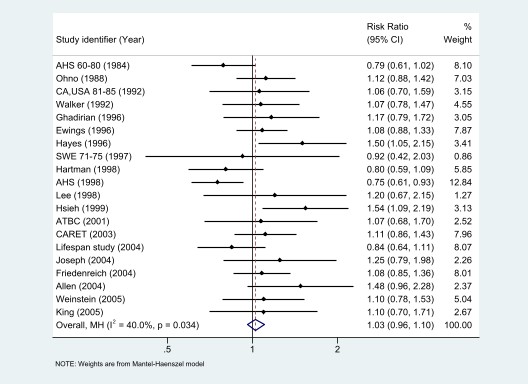 Risk Ratio %
Study identifier (Year) (95% CI) Weight
AHS 60-80 (1984) 0.79 (0.61, 1.02) 8.10
Ohno (1988) 1.12 (0.88, 1.42) 7.03
CA,USA 81-85 (1992) 1.06 (0.70, 1.59) 3.15
Walker (1992) 1.07 (0.78, 1.47) 4.55
Ghadirian (1996) 1.17 (0.79, 1.72) 3.05
Ewings (1996) 1.08 (0.88, 1.33) 7.87
Hayes (1996) 1.50 (1.05, 2.15) 3.41
SWE 71-75 (1997) 0.92 (0.42, 2.03) 0.86
Hartman (1998) 0.80 (0.59, 1.09) 5.85
AHS (1998) 0.75 (0.61, 0.93) 12.84
Lee (1998) 1.20 (0.67, 2.15) 1.27
Hsieh (1999) 1.54 (1.09, 2.19) 3.13
ATBC (2001) 1.07 (0.68, 1.70) 2.52
CARET (2003) 1.11 (0.86, 1.43) 7.96
Lifespan study (2004) 0.84 (0.64, 1.11) 8.07
Joseph (2004) 1.25 (0.79, 1.98) 2.26
Friedenreich (2004) 1.08 (0.85, 1.36) 8.01
Allen (2004) 1.48 (0.96, 2.28) 2.37
Weinstein (2005) 1.10 (0.78, 1.53) 5.04
King (2005) 1.10 (0.70, 1.71) 2.67
Overall, MH (I² = 40.0%, p = 0.034) 1.03 (0.96, 1.10) 100.00
.5 1 2
NOTE: Weights are from Mantel-Haenszel model